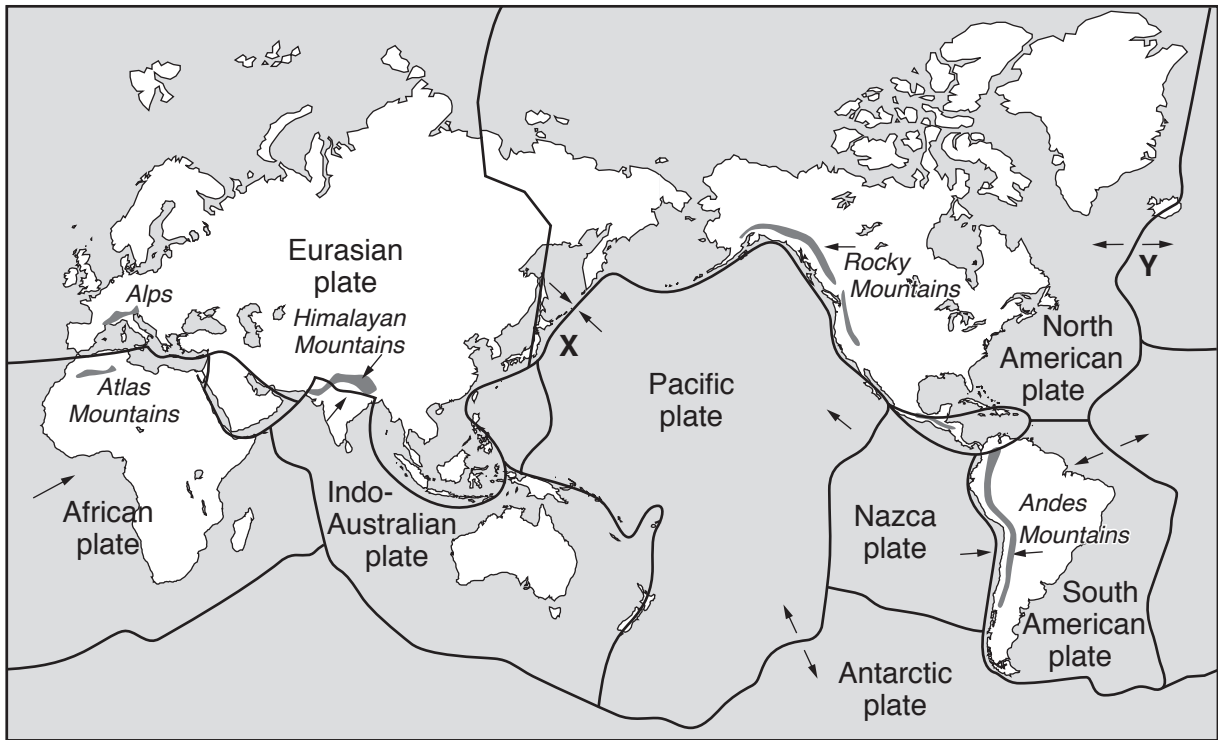 Eurasian
plate
Alps
Himalayan
Mountains
Atlas
Mountains
African
plate
Indo-
Australian
plate
X
Pacific
plate
Rocky
Mountains
Y
North
American
plate
Nazca
plate
Andes
Mountains
South
American
plate
Antarctic
plate